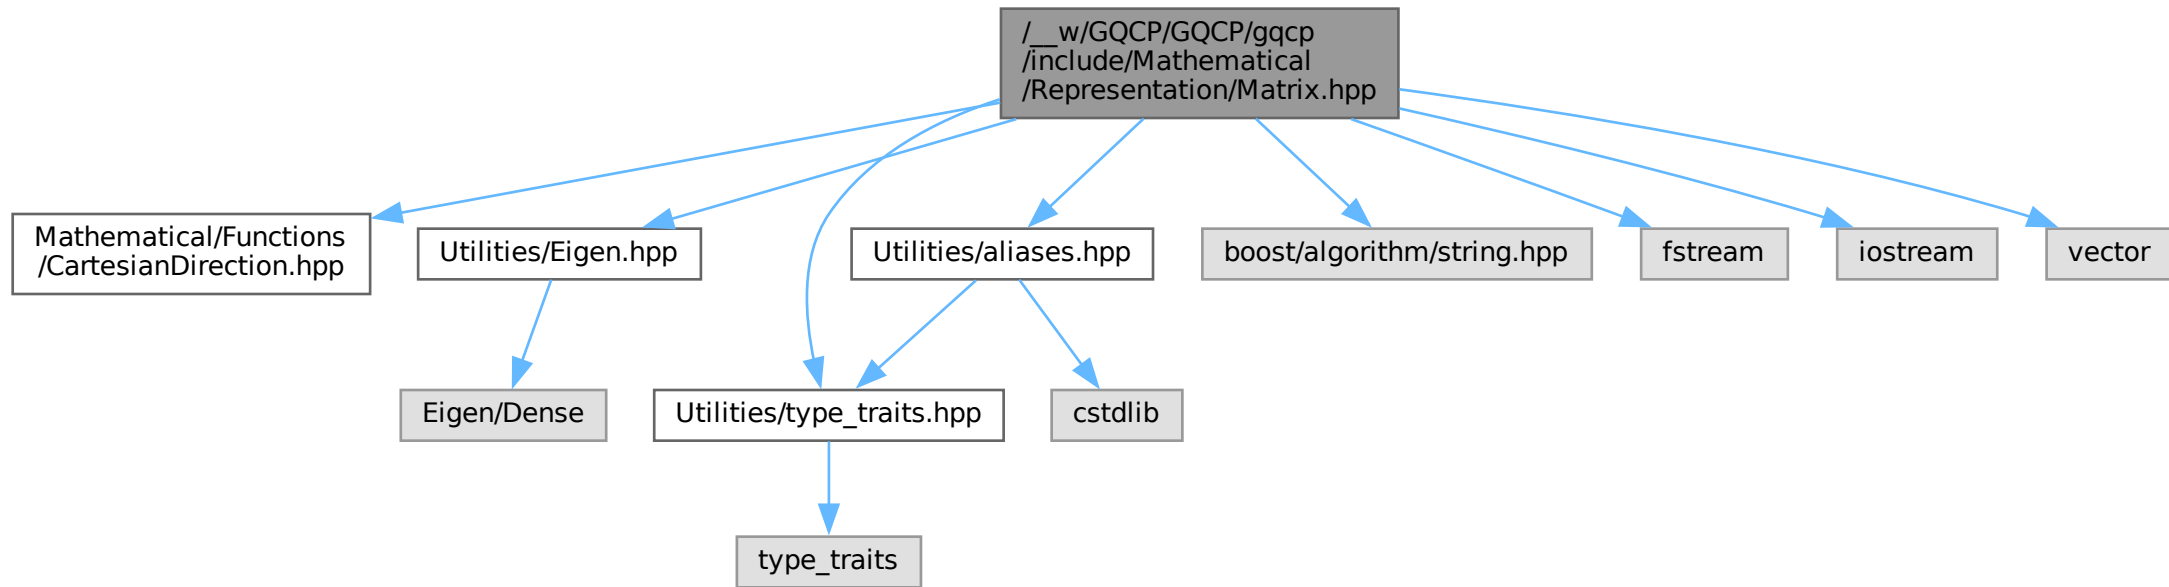 /__w/GQCP/GQCP/gqcp
/include/Mathematical
/Representation/Matrix.hpp
Mathematical/Functions
/CartesianDirection.hpp
Utilities/Eigen.hpp
Utilities/aliases.hpp
boost/algorithm/string.hpp
fstream
iostream
vector
Eigen/Dense
Utilities/type_traits.hpp
cstdlib
type_traits